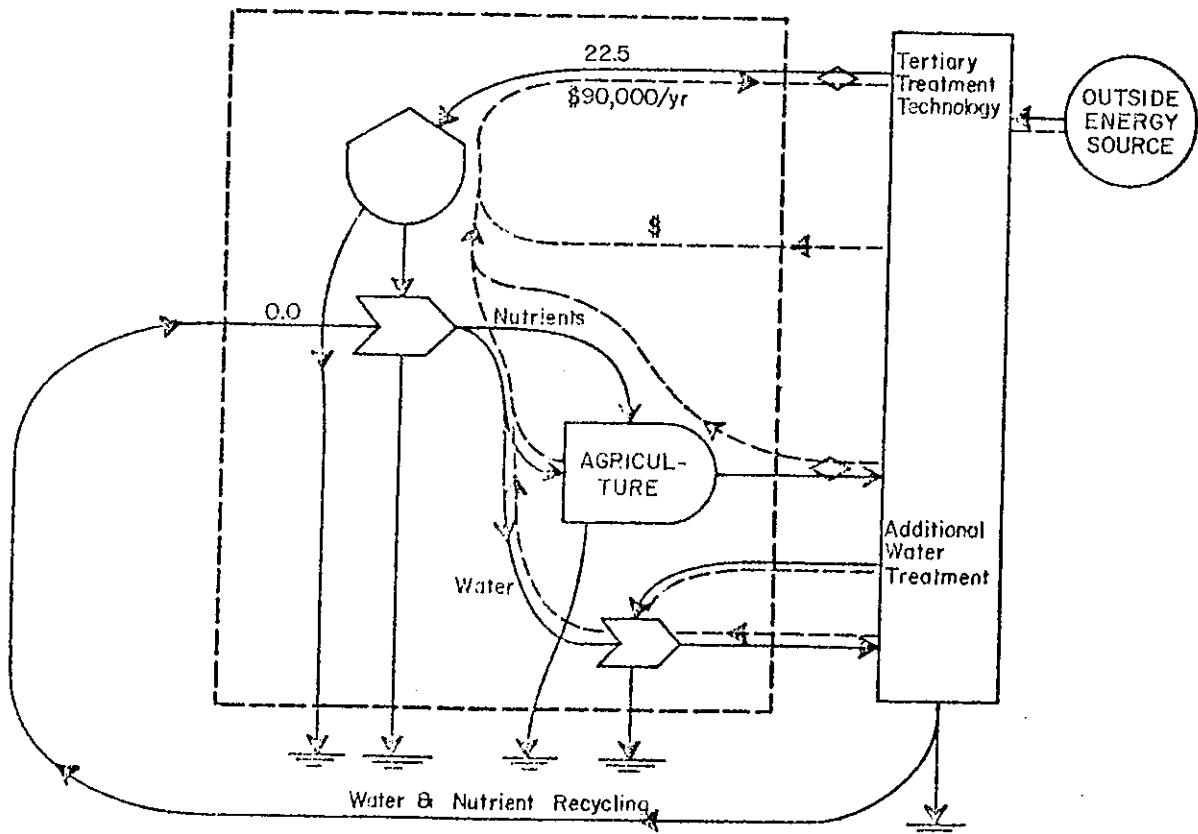 22.5
$90,000/yr
Tertiary
Treatment
Technology
OUTSIDE
ENERGY
SOURCE
$
0.0
Nutrients
AGRICUL-
TURE
Additional
Water
Treatment
Water
Water & Nutrient Recycling